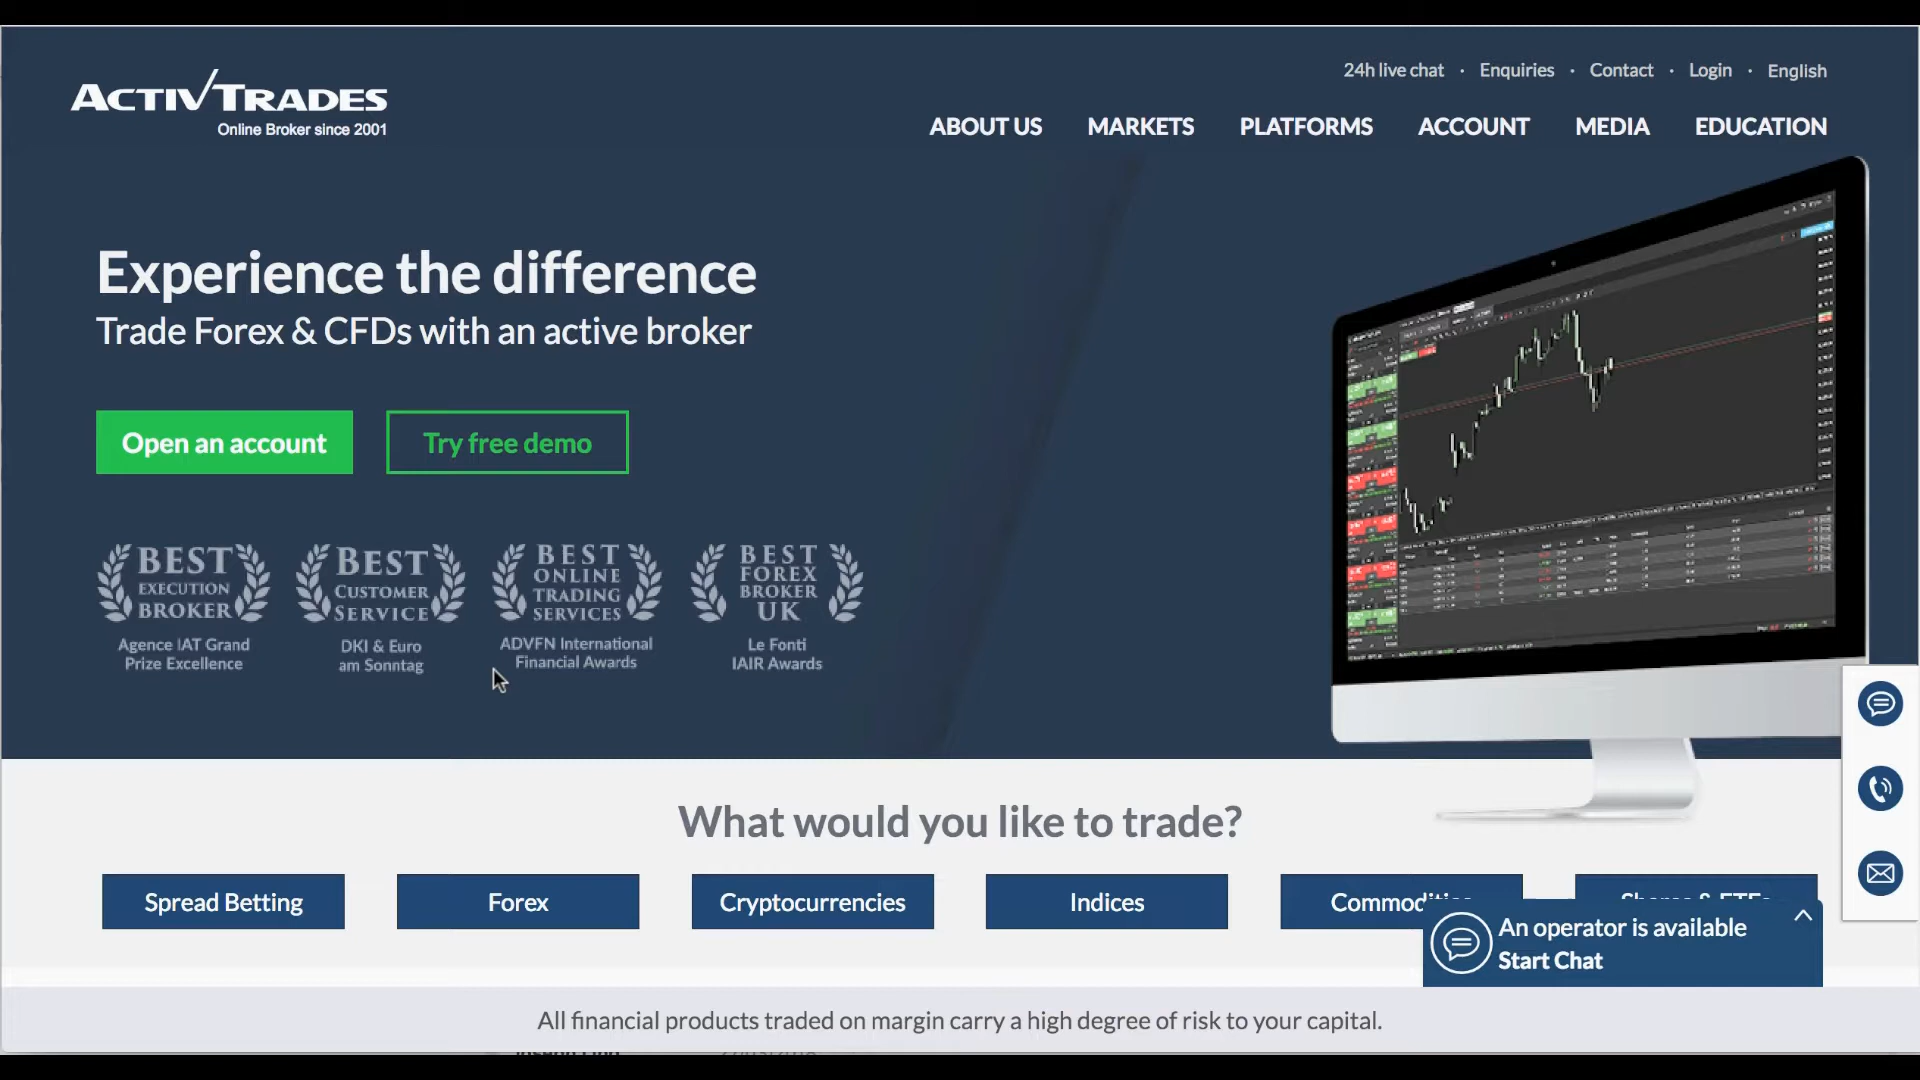 24h live chat · Enquiries · Contact · Login · English
ACTIVTRADES
Online Broker since 2001
ABOUT US MARKETS PLATFORMS ACCOUNT MEDIA EDUCATION
Experience the difference
Trade Forex & CFDs with an active broker
Open an account
Try free demo
BEST
EXECUTION
BROKER
Agence IAT Grand
Prize Excellence
BEST
CUSTOMER
SERVICE
DKI & Euro
am Sonntag
BEST
ONLINE
TRADING
SERVICES
ADVFN International
Financial Awards
BEST
FOREX
BROKER
UK
Le Fonti
IAIR Awards
What would you like to trade?
Spread Betting
Forex
Cryptocurrencies
Indices
An operator is available
Start Chat
All financial products traded on margin carry a high degree of risk to your capital.